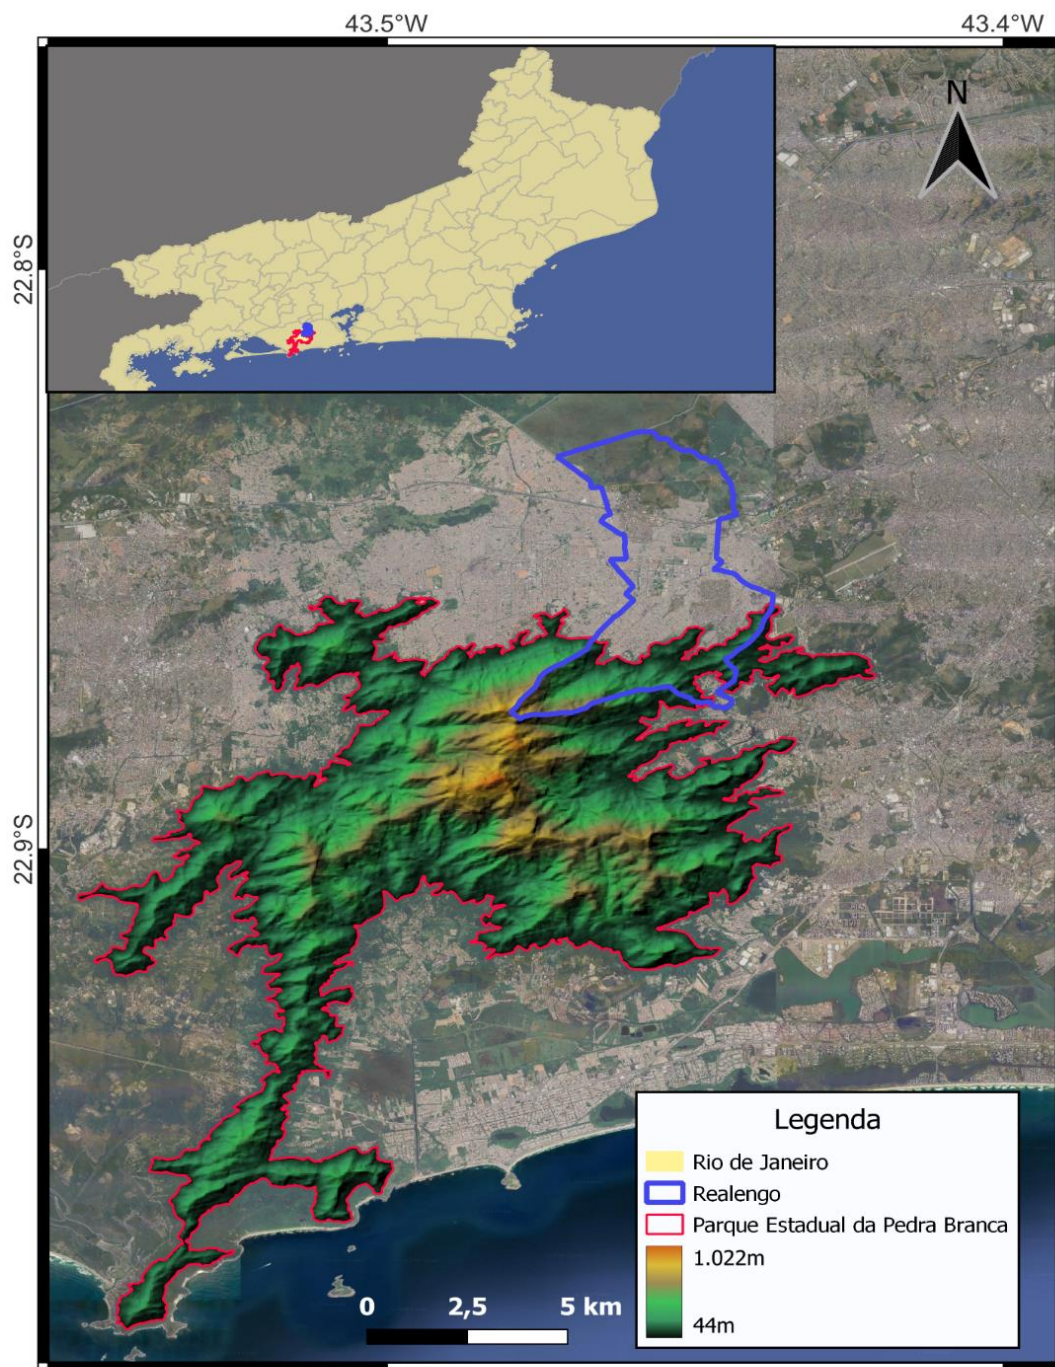 43.5°W
43.4°W
N
22.8°S
22.9°S
Legenda
Rio de Janeiro
Realengo
Parque Estadual da Pedra Branca
1.022m
44m
0 2,5 5 km